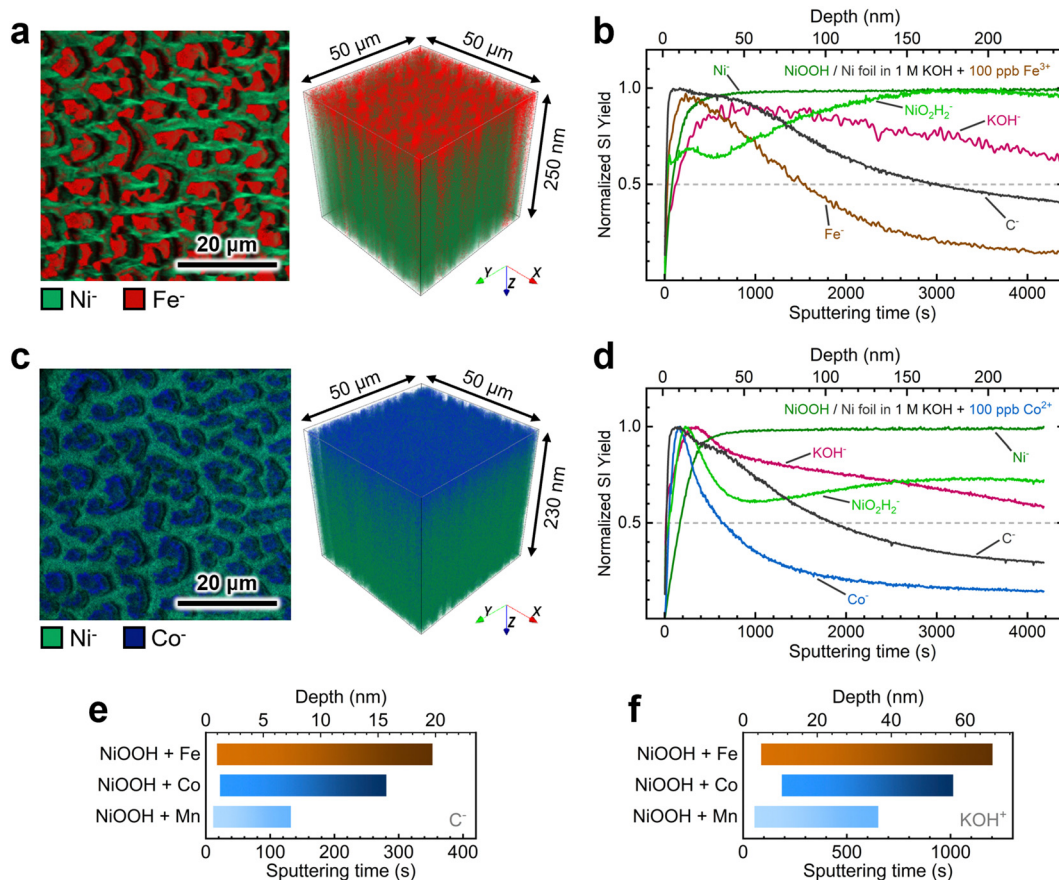 a
50 µm
50 µm
250 nm
Y
X
Z
20 µm
Ni⁻
Fe⁻
b
Depth (nm)
0
50
100
150
200
NiOOH / Ni foil in 1 M KOH + 100 ppb Fe³⁺
Ni⁻
NiO₂H₂⁻
KOH⁻
C⁻
Fe⁻
1.0
0.5
Normalized SI Yield
0
1000
2000
3000
4000
Sputtering time (s)
c
50 µm
50 µm
230 nm
Y
X
Z
20 µm
Ni⁻
Co⁻
d
Depth (nm)
0
50
100
150
200
NiOOH / Ni foil in 1 M KOH + 100 ppb Co²⁺
Ni⁻
KOH⁻
NiO₂H₂⁻
C⁻
Co⁻
1.0
0.5
Normalized SI Yield
0
1000
2000
3000
4000
Sputtering time (s)
e
Depth (nm)
0
5
10
15
20
NiOOH + Fe
NiOOH + Co
NiOOH + Mn
C⁻
0
100
200
300
400
Sputtering time (s)
f
Depth (nm)
0
20
40
60
NiOOH + Fe
NiOOH + Co
NiOOH + Mn
KOH⁺
0
500
1000
Sputtering time (s)